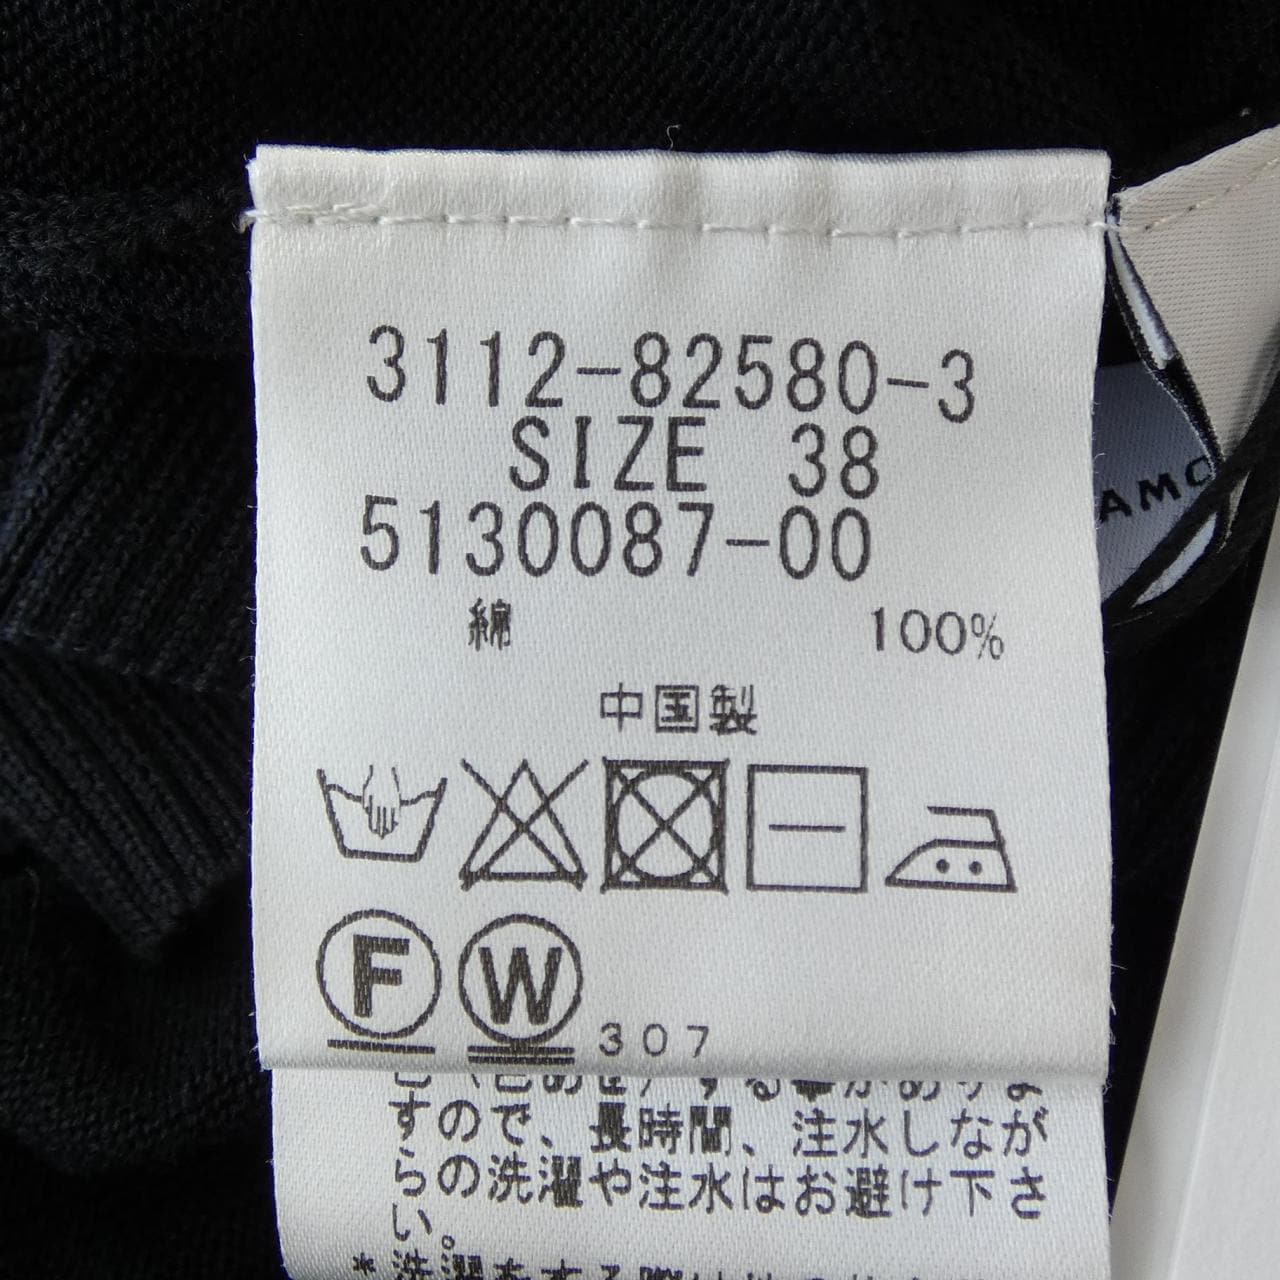 3112-82580-3
SIZE 38
5130087-00
綿 100%
中国製
F W 307
すので、長時間、注水しなが
らの洗濯や注水はお避け下さ
い。
AMC